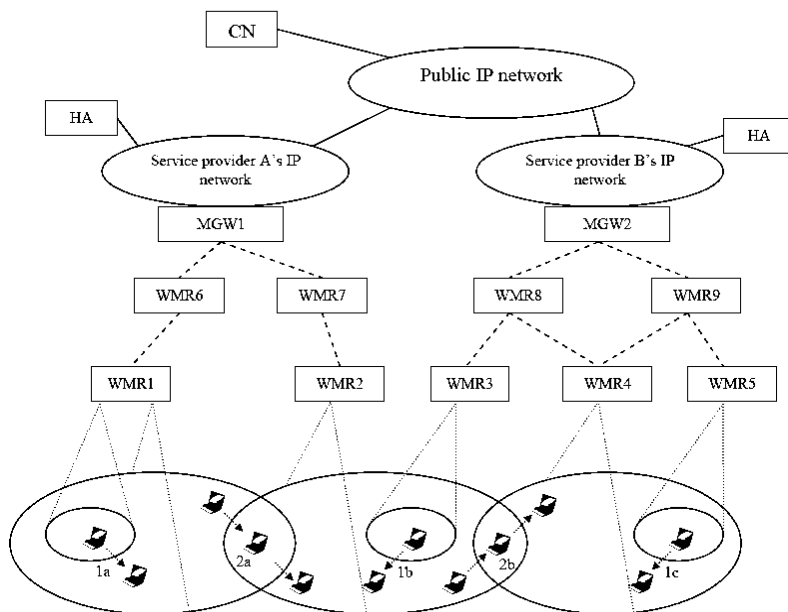 CN
Public IP network
HA
HA
Service provider A's IP
network
Service provider B's IP
network
MGW1
MGW2
WMR6
WMR7
WMR8
WMR9
WMR1
WMR2
WMR3
WMR4
WMR5
1a
2a
1b
2b
1c